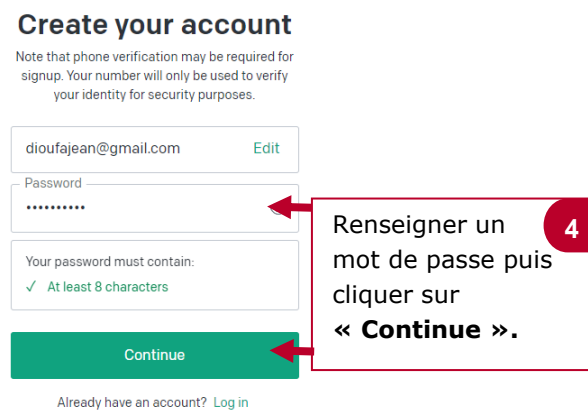 Create your account
Note that phone verification may be required for
signup. Your number will only be used to verify
your identity for security purposes.
dioufajean@gmail.com Edit
Password
••••••••••
Your password must contain:
✓ At least 8 characters
Continue
Already have an account? Log in
Renseigner un
mot de passe puis
cliquer sur
« Continue ».
4